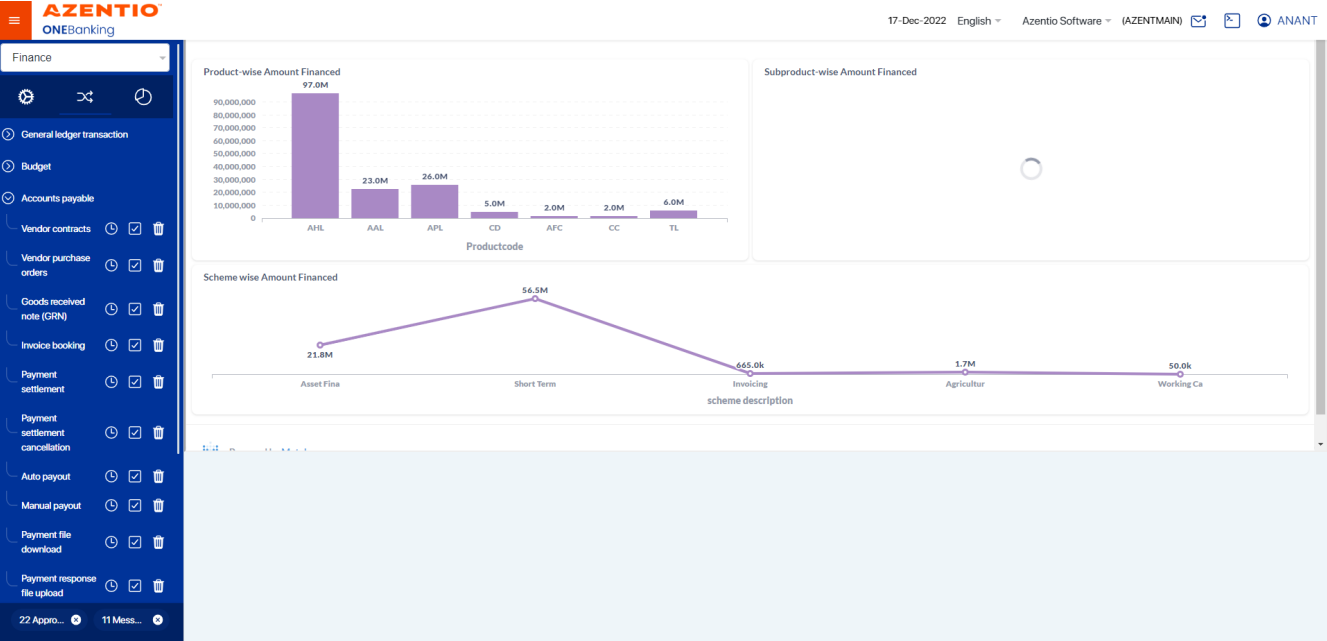 AZENTIO
ONEBanking
17-Dec-2022 English Azentio Software (AZENTMAIN) ANANT
Finance
General ledger transaction
Budget
Accounts payable
Vendor contracts
Vendor purchase
orders
Goods received
note (GRN)
Invoice booking
Payment
settlement
Payment
settlement
cancellation
Auto payout
Manual payout
Payment file
download
Payment response
file upload
22 Appro...
11 Mess...
Product-wise Amount Financed
97.0M
90,000,000
80,000,000
70,000,000
60,000,000
50,000,000
40,000,000
30,000,000
20,000,000
10,000,000
0
23.0M
26.0M
5.0M
2.0M
2.0M
6.0M
AHL AAL APL CD AFC CC TL
Productcode
Subproduct-wise Amount Financed
Scheme wise Amount Financed
56.5M
21.8M
665.0k
1.7M
50.0k
Asset Fina Short Term Invoicing Agricultur Working Ca
scheme description